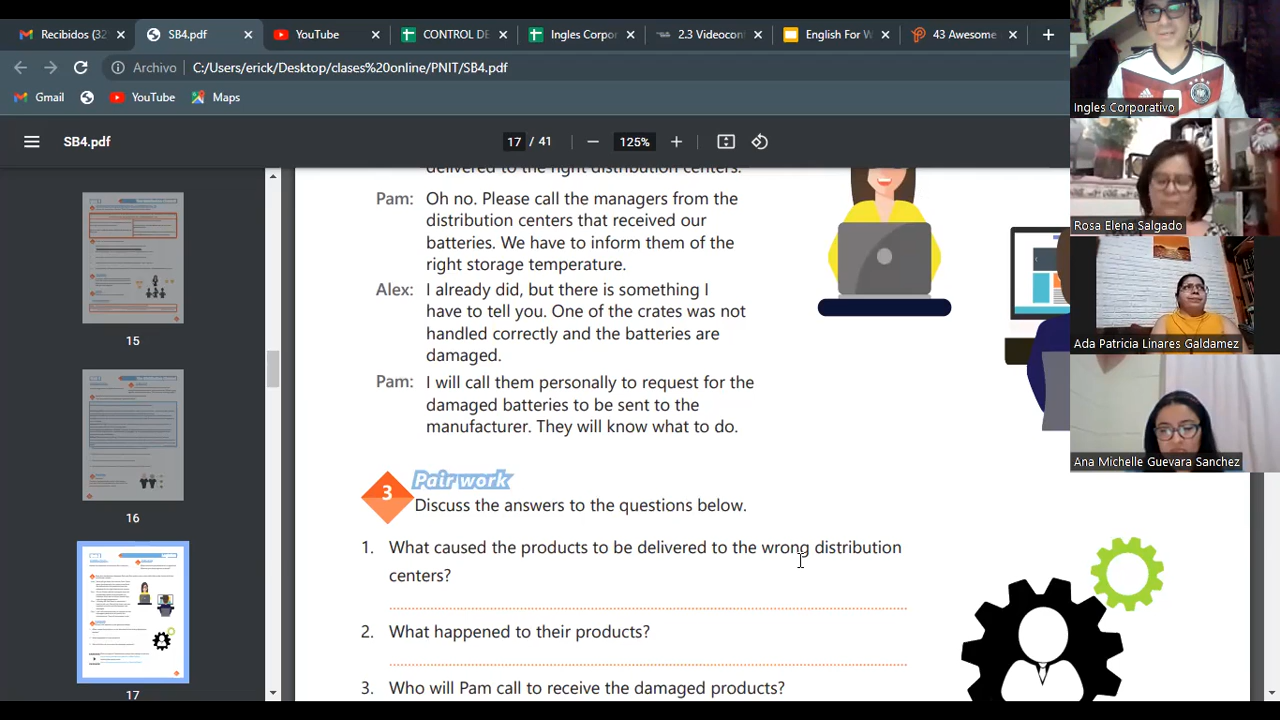 Recibidos (32
SB4.pdf
YouTube
CONTROL DE
Ingles Corpor
2.3 Videocont
English For W
43 Awesome
Archivo
C:/Users/erick/Desktop/clases%20online/PNIT/SB4.pdf
Gmail
YouTube
Maps
SB4.pdf
17 / 41
125%
15
16
17
delivered to the right distribution centers.
Pam: Oh no. Please call the managers from the
distribution centers that received our
batteries. We have to inform them of the
right storage temperature.
Alex: I already did, but there is something I
have to tell you. One of the crates was not
handled correctly and the batteries are
damaged.
Pam: I will call them personally to request for the
damaged batteries to be sent to the
manufacturer. They will know what to do.
3 Pairwork
Discuss the answers to the questions below.
1. What caused the products to be delivered to the wrong distribution
centers?
2. What happened to their products?
3. Who will Pam call to receive the damaged products?
Ingles Corporativo
Rosa Elena Salgado
Ada Patricia Linares Galdamez
Ana Michelle Guevara Sanchez